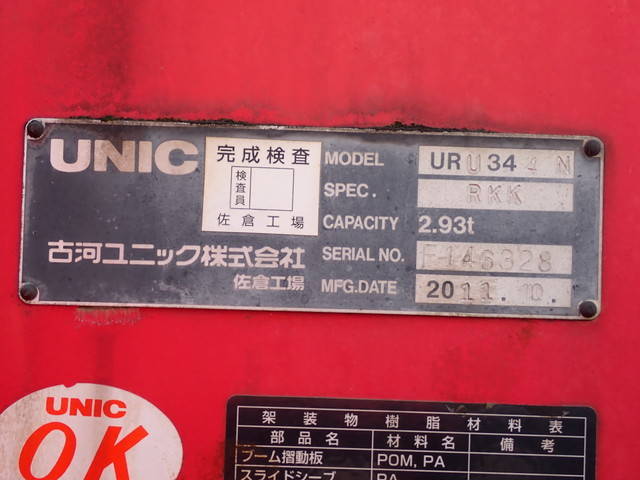 UNIC
完成検査
検査員
佐倉工場
古河ユニック株式会社
佐倉工場
MODEL URU344N
SPEC. RKK
CAPACITY 2.93t
SERIAL NO. F146328
MFG.DATE 2011.10.
UNIC
OK
架装物樹脂材料表
部品名 材料名 備考
ブーム摺動板 POM, PA
スライドシーブ PA